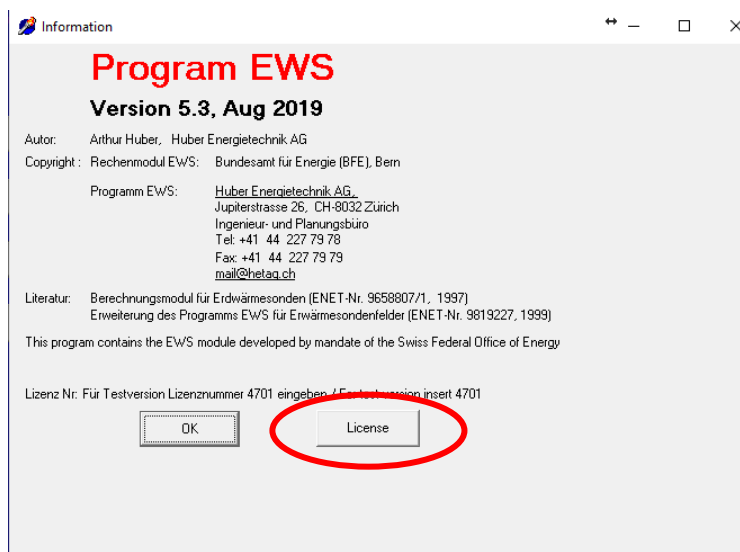 Information
Program EWS
Version 5.3, Aug 2019
Autor: Arthur Huber, Huber Energietechnik AG
Copyright : Rechenmodul EWS: Bundesamt für Energie (BFE), Bern
Programm EWS: Huber Energietechnik AG,
Jupiterstrasse 26, CH-8032 Zürich
Ingenieur- und Planungsbüro
Tel: +41 44 227 79 78
Fax: +41 44 227 79 79
mail@hetag.ch
Literatur: Berechnungsmodul für Erdwärmesonden (ENET-Nr. 9658807/1, 1997)
Erweiterung des Programms EWS für Erwärmesondenfelder (ENET-Nr. 9819227, 1999)
This program contains the EWS module developed by mandate of the Swiss Federal Office of Energy
Lizenz Nr: Für Testversion Lizenznummer 4701 eingeben / For test version insert 4701
OK License